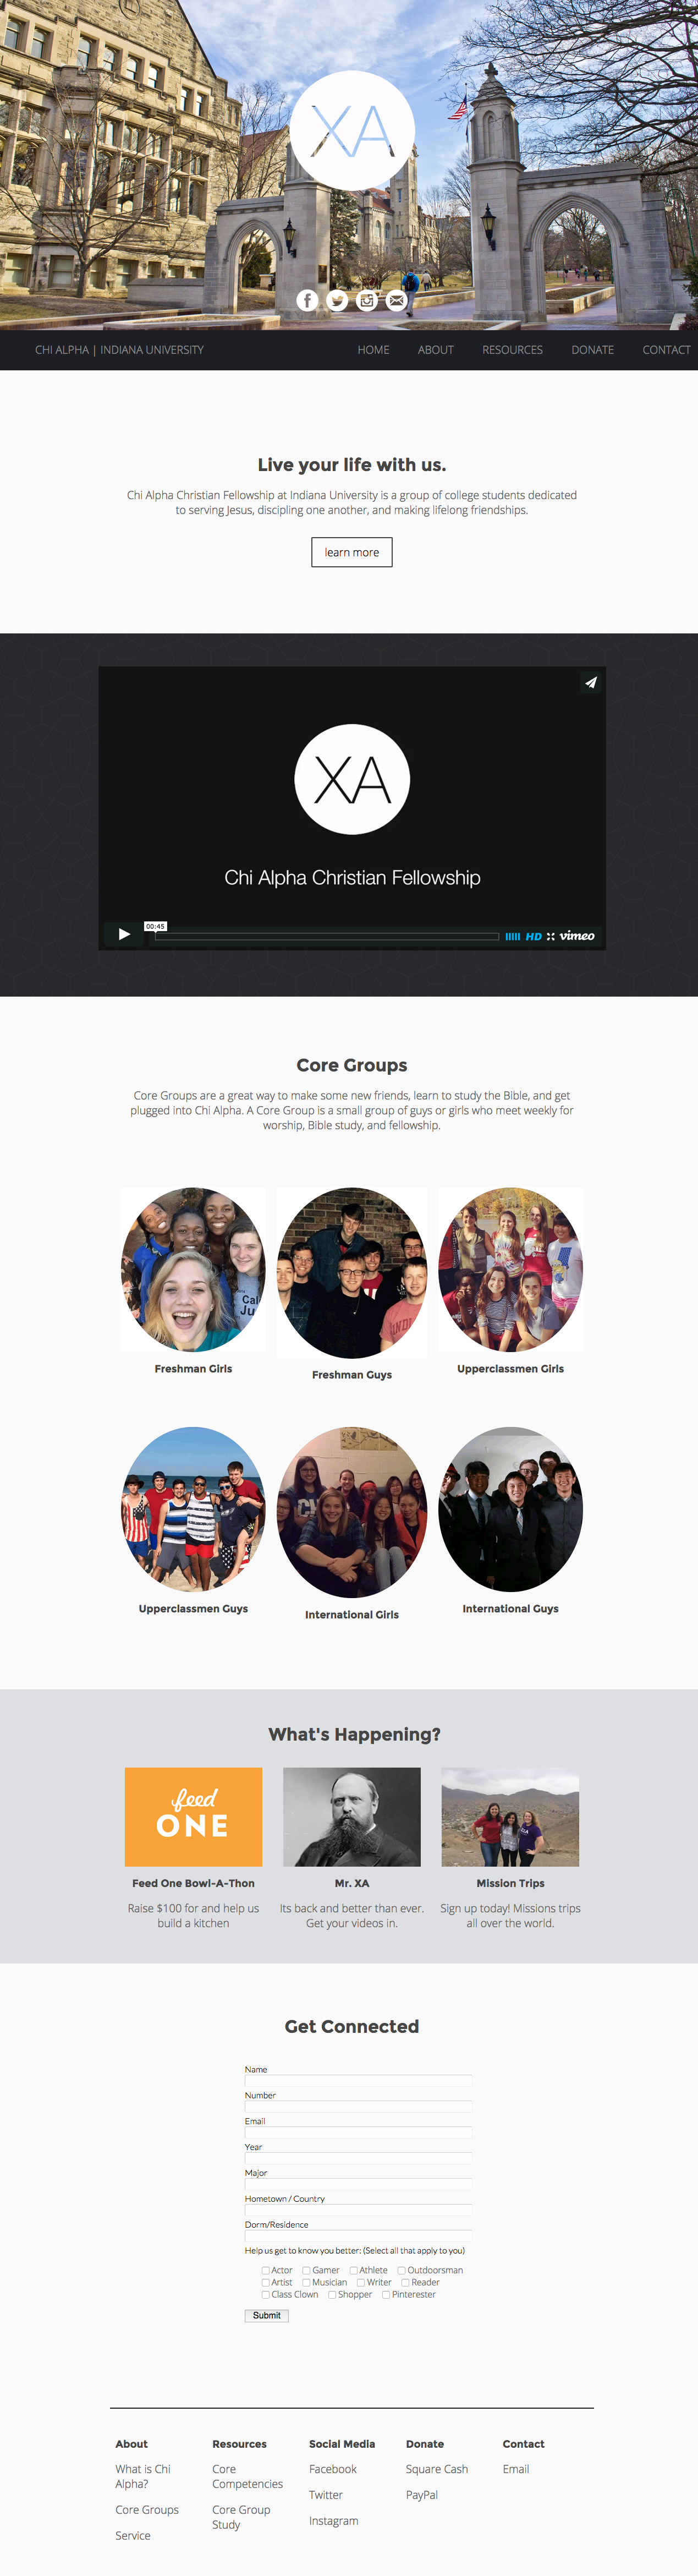 XA
CHI ALPHA | INDIANA UNIVERSITY
HOME
ABOUT
RESOURCES
DONATE
CONTACT
Live your life with us.
Chi Alpha Christian Fellowship at Indiana University is a group of college students dedicated
to serving Jesus, discipling one another, and making lifelong friendships.
learn more
XA
Chi Alpha Christian Fellowship
00:45
HD
vimeo
Core Groups
Core Groups are a great way to make some new friends, learn to study the Bible, and get
plugged into Chi Alpha. A Core Group is a small group of guys or girls who meet weekly for
worship, Bible study, and fellowship.
Freshman Girls
Freshman Guys
Upperclassmen Girls
Upperclassmen Guys
International Girls
International Guys
What's Happening?
feed
ONE
Feed One Bowl-A-Thon
Raise $100 for and help us
build a kitchen
Mr. XA
Its back and better than ever.
Get your videos in.
Mission Trips
Sign up today! Missions trips
all over the world.
Get Connected
Name
Number
Email
Year
Major
Hometown / Country
Dorm/Residence
Help us get to know you better: (Select all that apply to you)
Actor Gamer Athlete Outdoorsman
Artist Musician Writer Reader
Class Clown Shopper Pinterester
Submit
About
What is Chi
Alpha?
Core Groups
Service
Resources
Core
Competencies
Core Group
Study
Social Media
Facebook
Twitter
Instagram
Donate
Square Cash
PayPal
Contact
Email